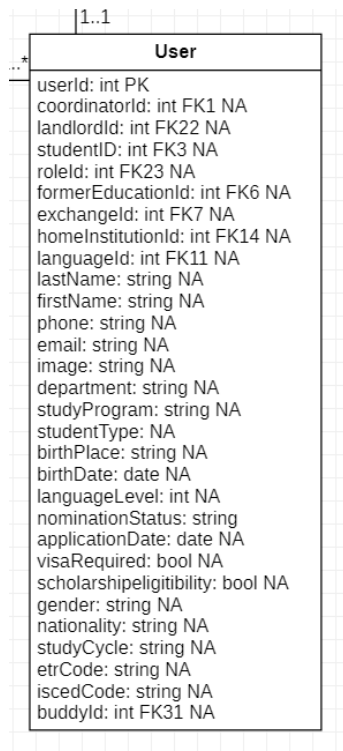 1..1
User
..*
userId: int PK
coordinatorId: int FK1 NA
landlordId: int FK22 NA
studentID: int FK3 NA
roleId: int FK23 NA
formerEducationId: int FK6 NA
exchangeId: int FK7 NA
homeInstitutionId: int FK14 NA
languageId: int FK11 NA
lastName: string NA
firstName: string NA
phone: string NA
email: string NA
image: string NA
department: string NA
studyProgram: string NA
studentType: NA
birthPlace: string NA
birthDate: date NA
languageLevel: int NA
nominationStatus: string
applicationDate: date NA
visaRequired: bool NA
scholarshipeligitibility: bool NA
gender: string NA
nationality: string NA
studyCycle: string NA
etrCode: string NA
iscedCode: string NA
buddyId: int FK31 NA